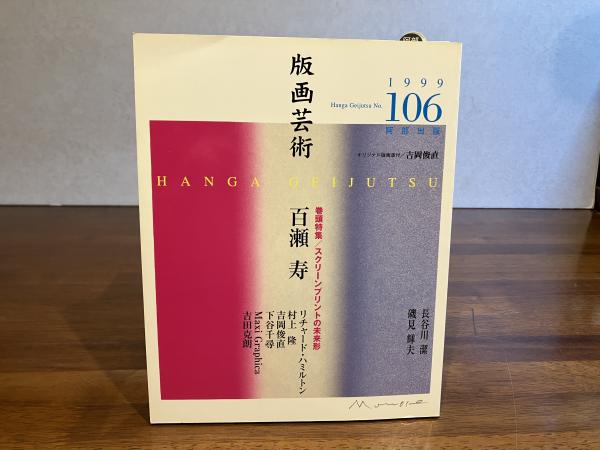 版画芸術
1999
Hanga Geijutsu No.
106
阿部出版
オリジナル版画添付/吉岡俊直
HANGA GEIJUTSU
巻頭特集/スクリーンプリントの未来形
百瀬 寿
リチャード・ハミルトン
村上 隆
吉岡俊直
下谷千尋
Maxi Graphica
吉田克朗
長谷川 潔
磯見輝夫